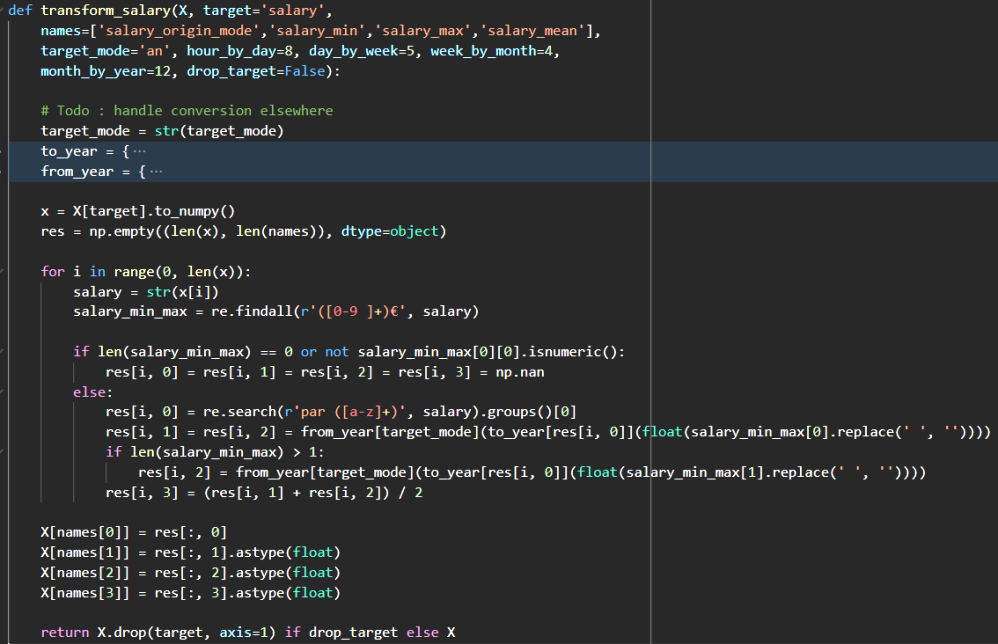 def transform_salary(X, target='salary',
    names=['salary_origin_mode','salary_min','salary_max','salary_mean'],
    target_mode='an', hour_by_day=8, day_by_week=5, week_by_month=4,
    month_by_year=12, drop_target=False):

    # Todo : handle conversion elsewhere
    target_mode = str(target_mode)
    to_year = {···
    from_year = {···

    x = X[target].to_numpy()
    res = np.empty((len(x), len(names)), dtype=object)

    for i in range(0, len(x)):
        salary = str(x[i])
        salary_min_max = re.findall(r'([0-9 ]+)€', salary)

        if len(salary_min_max) == 0 or not salary_min_max[0][0].isnumeric():
            res[i, 0] = res[i, 1] = res[i, 2] = res[i, 3] = np.nan
        else:
            res[i, 0] = re.search(r'par ([a-z]+)', salary).groups()[0]
            res[i, 1] = res[i, 2] = from_year[target_mode](to_year[res[i, 0]](float(salary_min_max[0].replace(' ', ''))))
            if len(salary_min_max) > 1:
                res[i, 2] = from_year[target_mode](to_year[res[i, 0]](float(salary_min_max[1].replace(' ', ''))))
            res[i, 3] = (res[i, 1] + res[i, 2]) / 2

    X[names[0]] = res[:, 0]
    X[names[1]] = res[:, 1].astype(float)
    X[names[2]] = res[:, 2].astype(float)
    X[names[3]] = res[:, 3].astype(float)

    return X.drop(target, axis=1) if drop_target else X